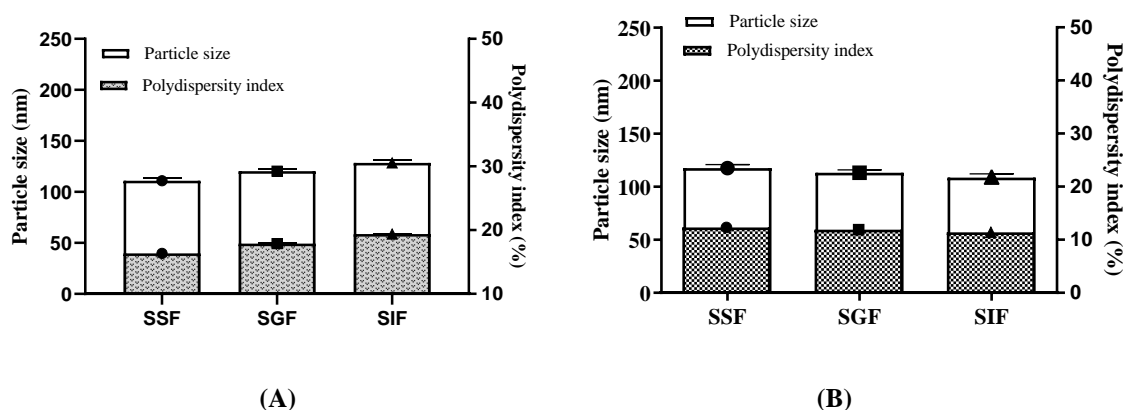 Particle size
Polydispersity index
Particle size (nm)
250
200
150
100
50
0
50
40
30
20
10
Polydispersity index (%)
SSF
SGF
SIF
(A)
Particle size
Polydispersity index
Particle size (nm)
250
200
150
100
50
0
50
40
30
20
10
0
Polydispersity index (%)
SSF
SGF
SIF
(B)